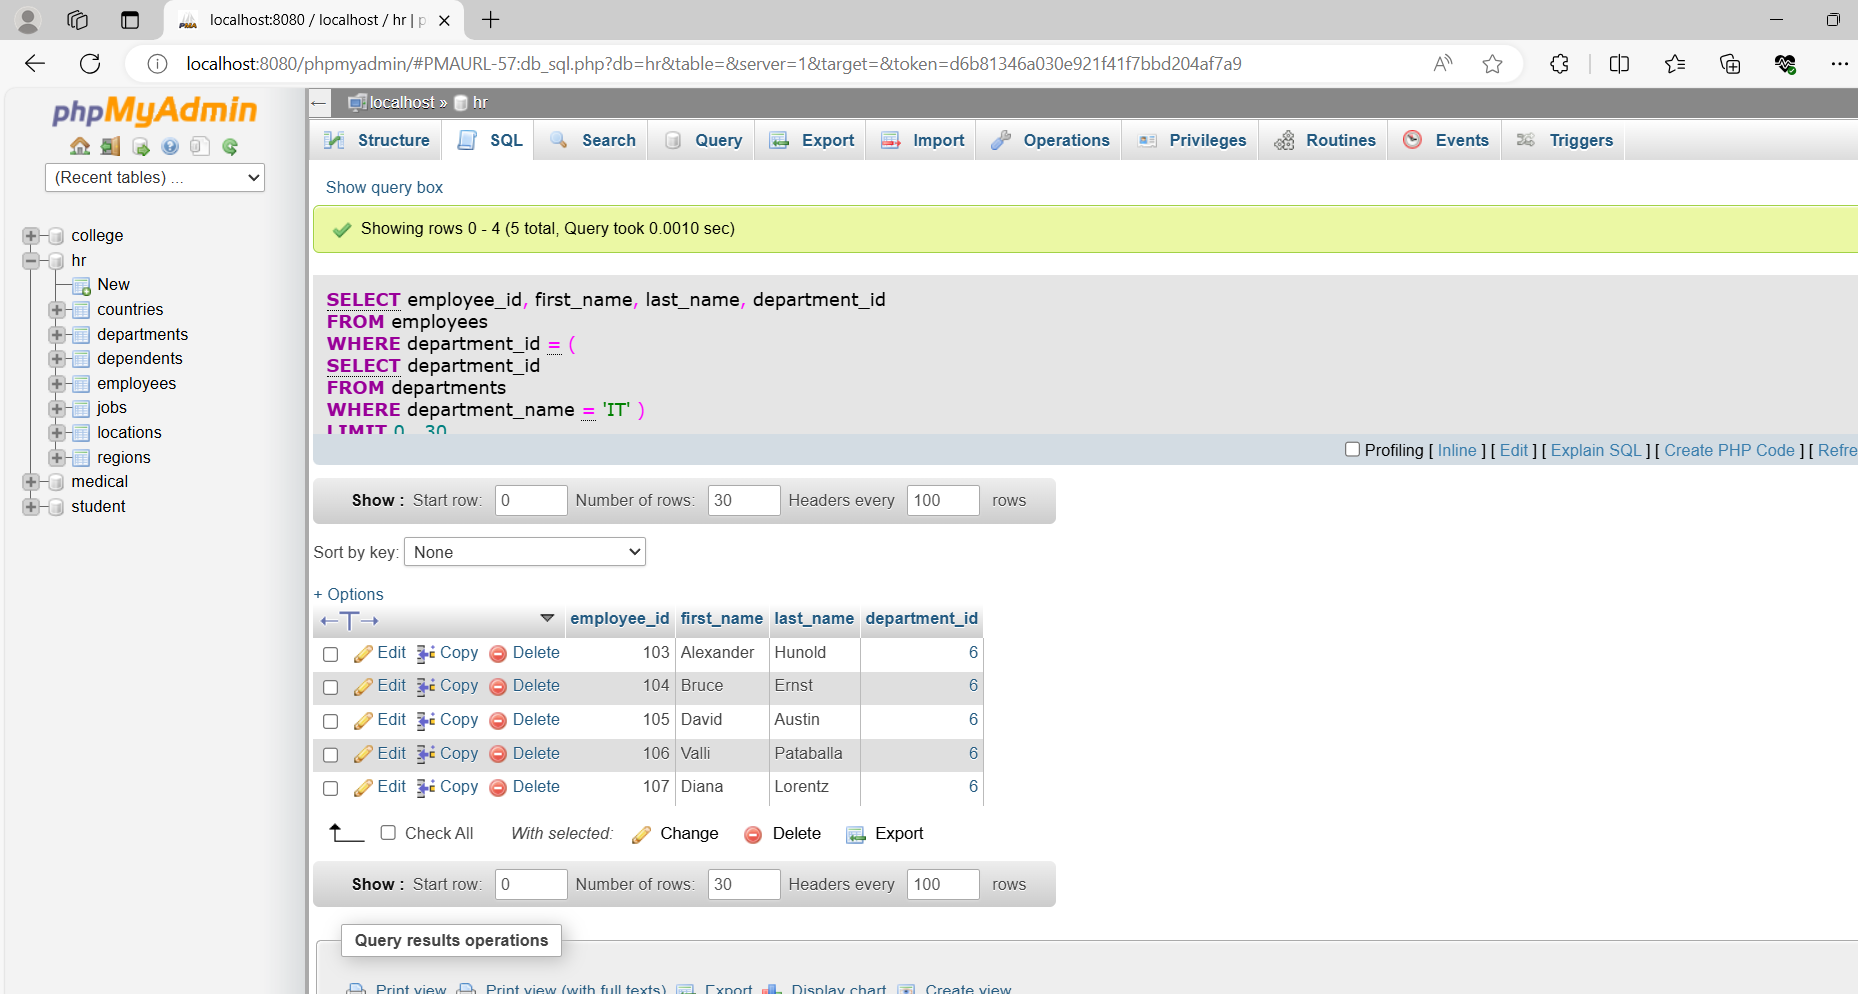 localhost:8080 / localhost / hr | p
localhost:8080/phpmyadmin/#PMAURL-57:db_sql.php?db=hr&table=&server=1&target=&token=d6b81346a030e921f41f7bbd204af7a9
phpMyAdmin
(Recent tables) ...
college
hr
New
countries
departments
dependents
employees
jobs
locations
regions
medical
student
localhost » hr
Structure SQL Search Query Export Import Operations Privileges Routines Events Triggers
Show query box
Showing rows 0 - 4 (5 total, Query took 0.0010 sec)
SELECT employee_id, first_name, last_name, department_id
FROM employees
WHERE department_id = (
SELECT department_id
FROM departments
WHERE department_name = 'IT' )
LIMIT 0 , 30
Profiling [ Inline ] [ Edit ] [ Explain SQL ] [ Create PHP Code ] [ Refre
Show : Start row: 0 Number of rows: 30 Headers every 100 rows
Sort by key: None
+ Options
←T→ employee_id first_name last_name department_id
Edit Copy Delete 103 Alexander Hunold 6
Edit Copy Delete 104 Bruce Ernst 6
Edit Copy Delete 105 David Austin 6
Edit Copy Delete 106 Valli Pataballa 6
Edit Copy Delete 107 Diana Lorentz 6
Check All With selected: Change Delete Export
Show : Start row: 0 Number of rows: 30 Headers every 100 rows
Query results operations
Print view Print view (with full texts) Export Display chart Create view